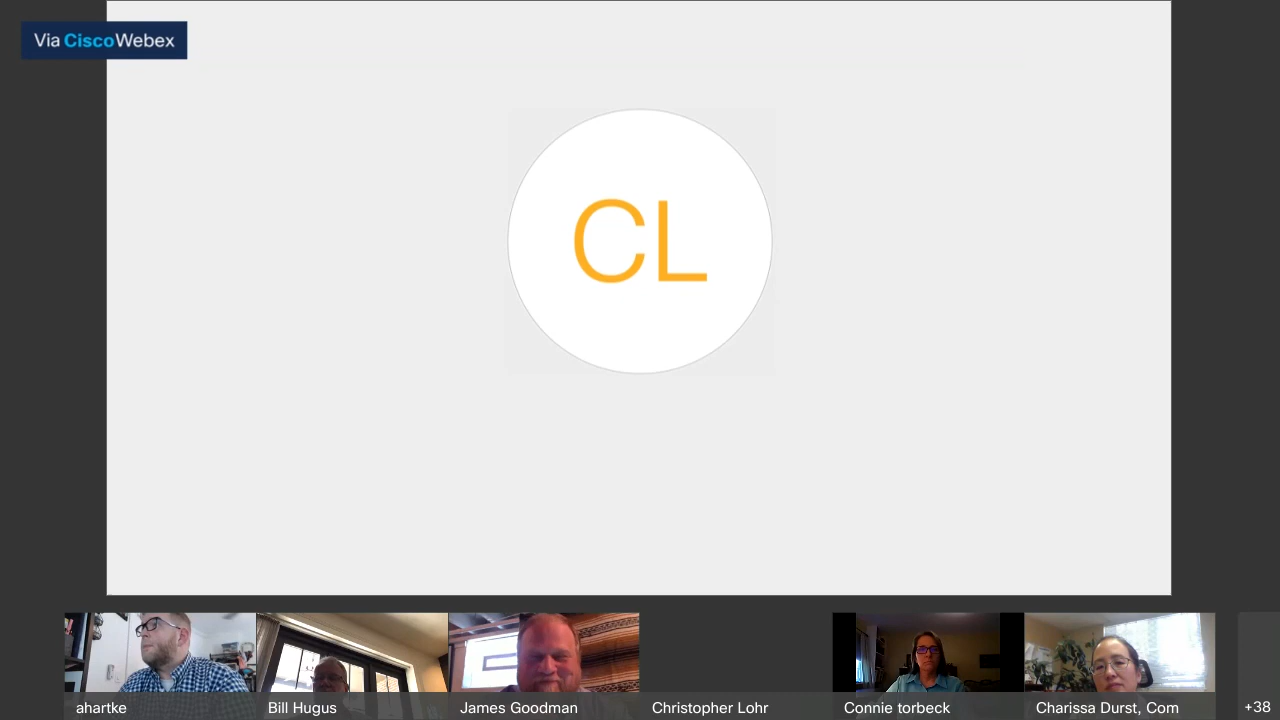 Via CiscoWebex
CL
ahartke
Bill Hugus
James Goodman
Christopher Lohr
Connie torbeck
Charissa Durst, Com
+38